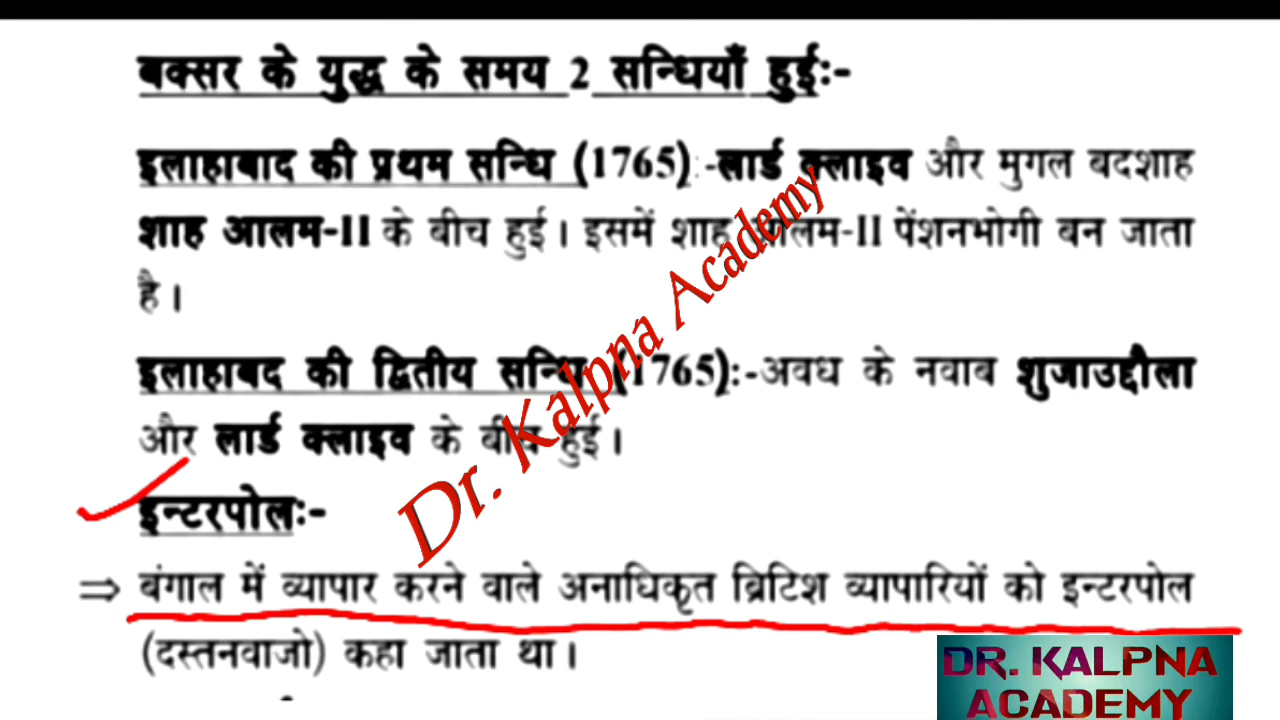 बक्सर के युद्ध के समय 2 सन्धियाँ हुईः-
इलाहाबाद की प्रथम सन्धि (1765):-लार्ड क्लाइव और मुगल बदशाह
शाह आलम-II के बीच हुई। इसमें शाह आलम-II पेंशनभोगी बन जाता
है।
इलाहाबद की द्वितीय सन्धि (1765):-अवध के नवाब शुजाउद्दौला
और लार्ड क्लाइव के बीच हुई।
इन्टरपोलः-
⇒ बंगाल में व्यापार करने वाले अनाधिकृत ब्रिटिश व्यापारियों को इन्टरपोल
(दस्तनवाजो) कहा जाता था।
Dr. Kalpna Academy
DR. KALPNA
ACADEMY